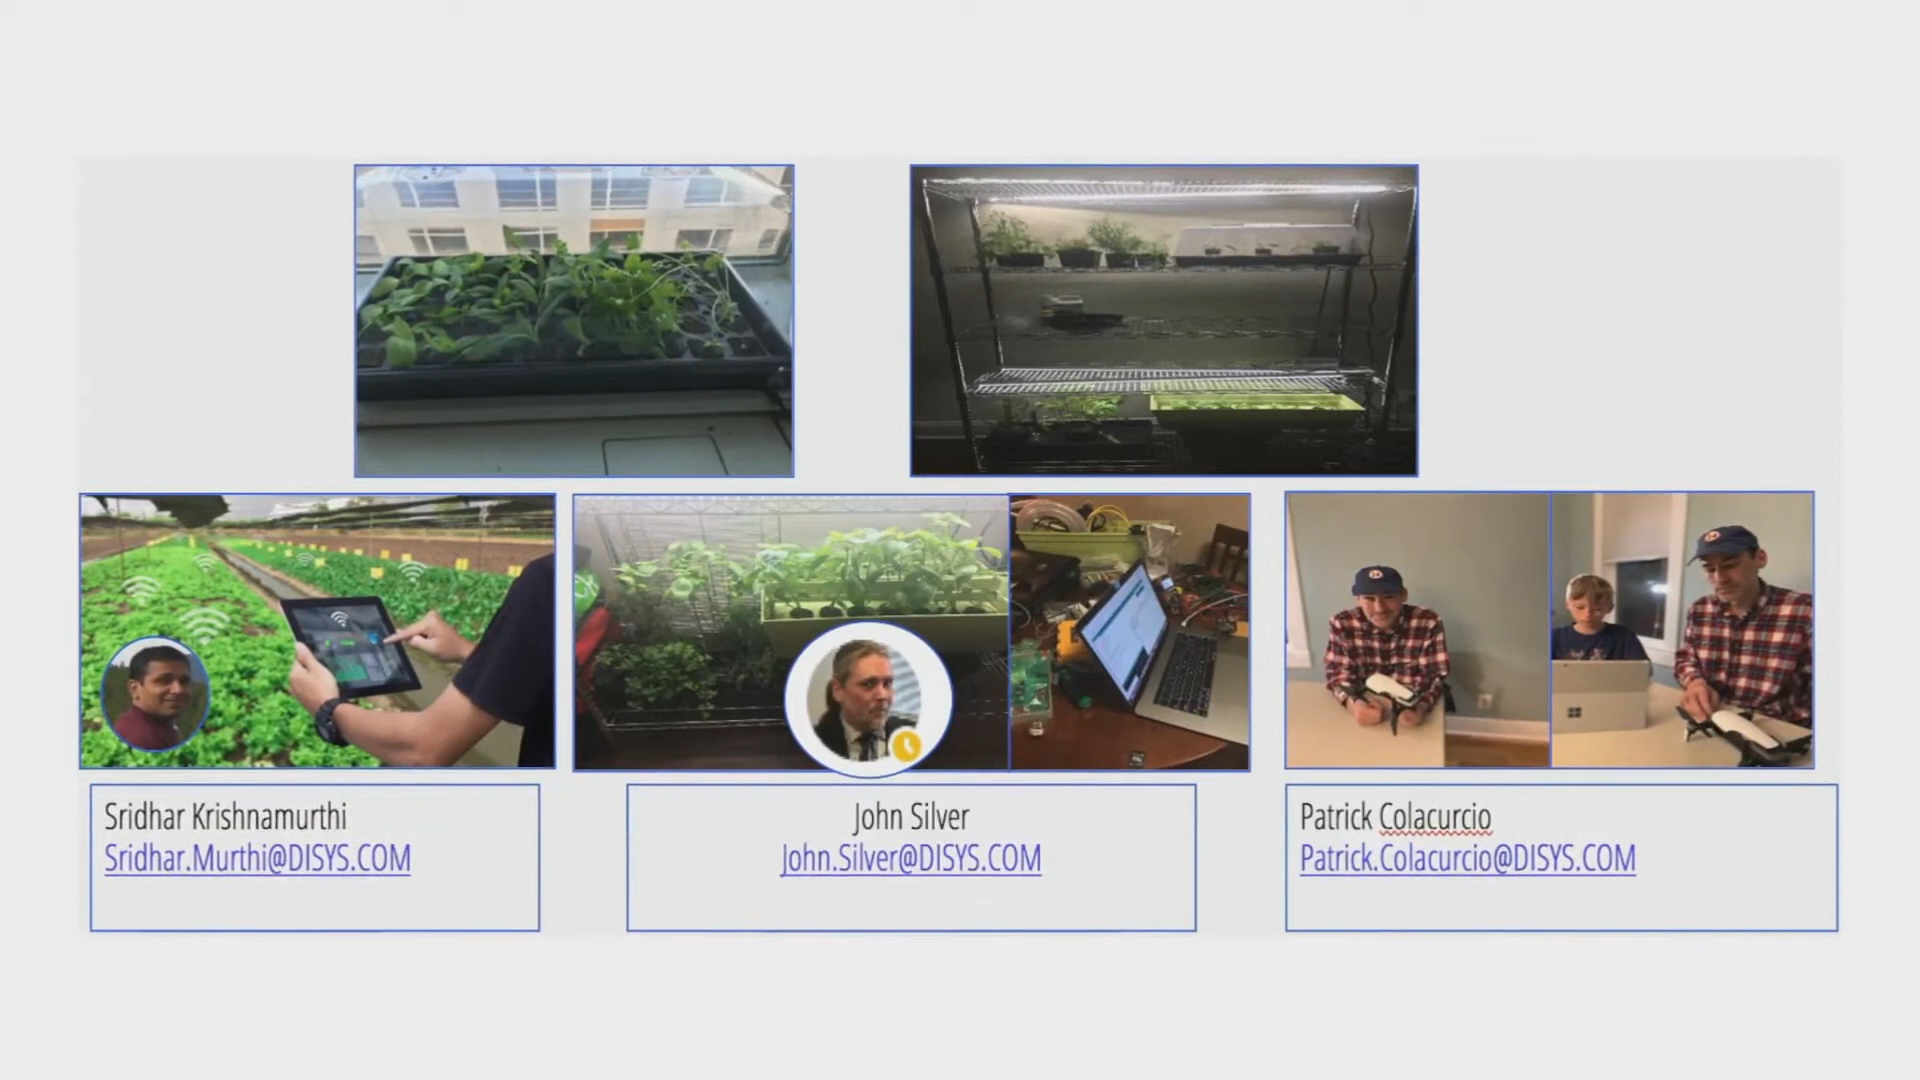 Sridhar Krishnamurthi
Sridhar.Murthi@DISYS.COM
John Silver
John.Silver@DISYS.COM
Patrick Colacurcio
Patrick.Colacurcio@DISYS.COM